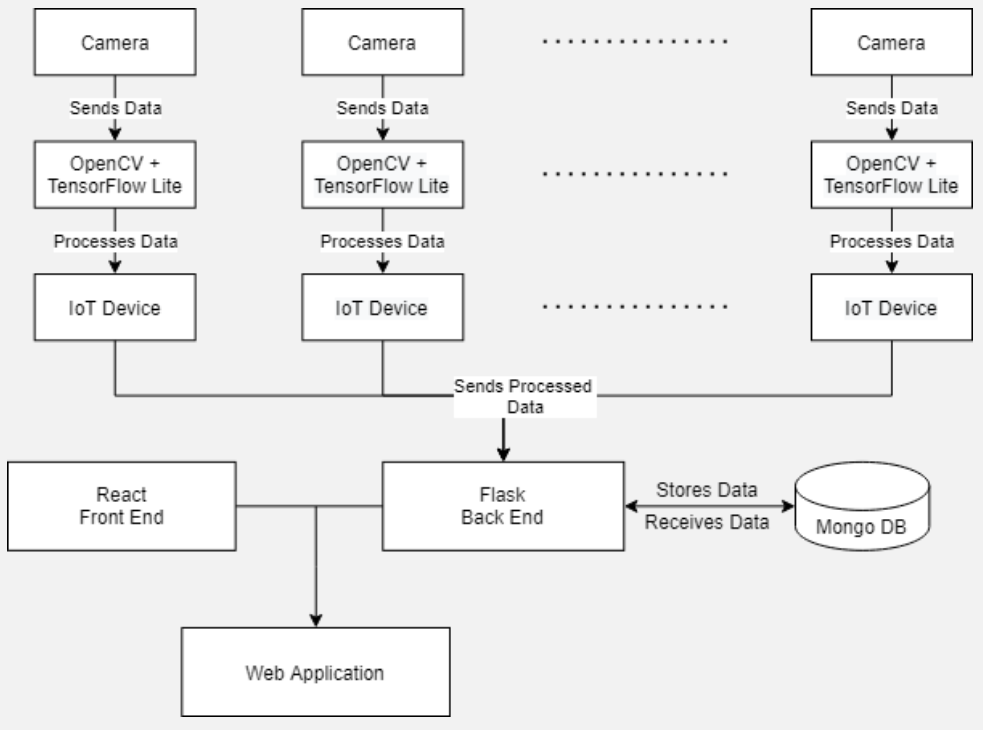 Camera
Camera
Camera
Sends Data
Sends Data
Sends Data
OpenCV +
TensorFlow Lite
OpenCV +
TensorFlow Lite
OpenCV +
TensorFlow Lite
Processes Data
Processes Data
Processes Data
IoT Device
IoT Device
IoT Device
Sends Processed
Data
React
Front End
Flask
Back End
Stores Data
Receives Data
Mongo DB
Web Application